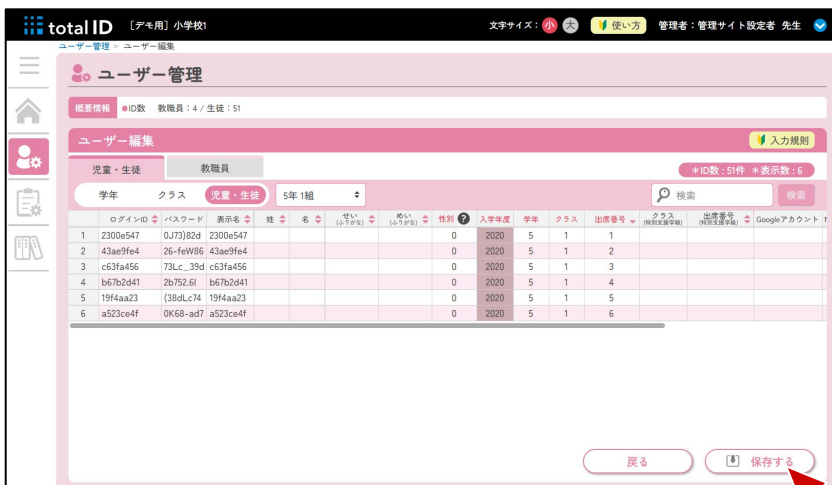 total ID [デモ用] 小学校1 文字サイズ： 小 大 使い方 管理者：管理サイト設定者 先生
ユーザー管理 > ユーザー編集
ユーザー管理
概要情報 ●ID数 教職員：4 / 生徒：51
ユーザー編集 入力規則
児童・生徒 教職員 *ID数：51件 *表示数：6
学年 クラス 児童・生徒 5年 1組 検索 検索
ログインID パスワード 表示名 姓 名 せい (ふりがな) めい (ふりがな) 性別 ? 入学年度 学年 クラス 出席番号 クラス (特別支援学級) 出席番号 (特別支援学級) Googleアカウント
1 2300e547 0J73)82d 2300e547 0 2020 5 1 1
2 43ae9fe4 26-feW86 43ae9fe4 0 2020 5 1 2
3 c63fa456 73Lc_39d c63fa456 0 2020 5 1 3
4 b67b2d41 2b752.6l b67b2d41 0 2020 5 1 4
5 19f4aa23 (38dLc74 19f4aa23 0 2020 5 1 5
6 a523ce4f 0K68-ad7 a523ce4f 0 2020 5 1 6
戻る 保存する